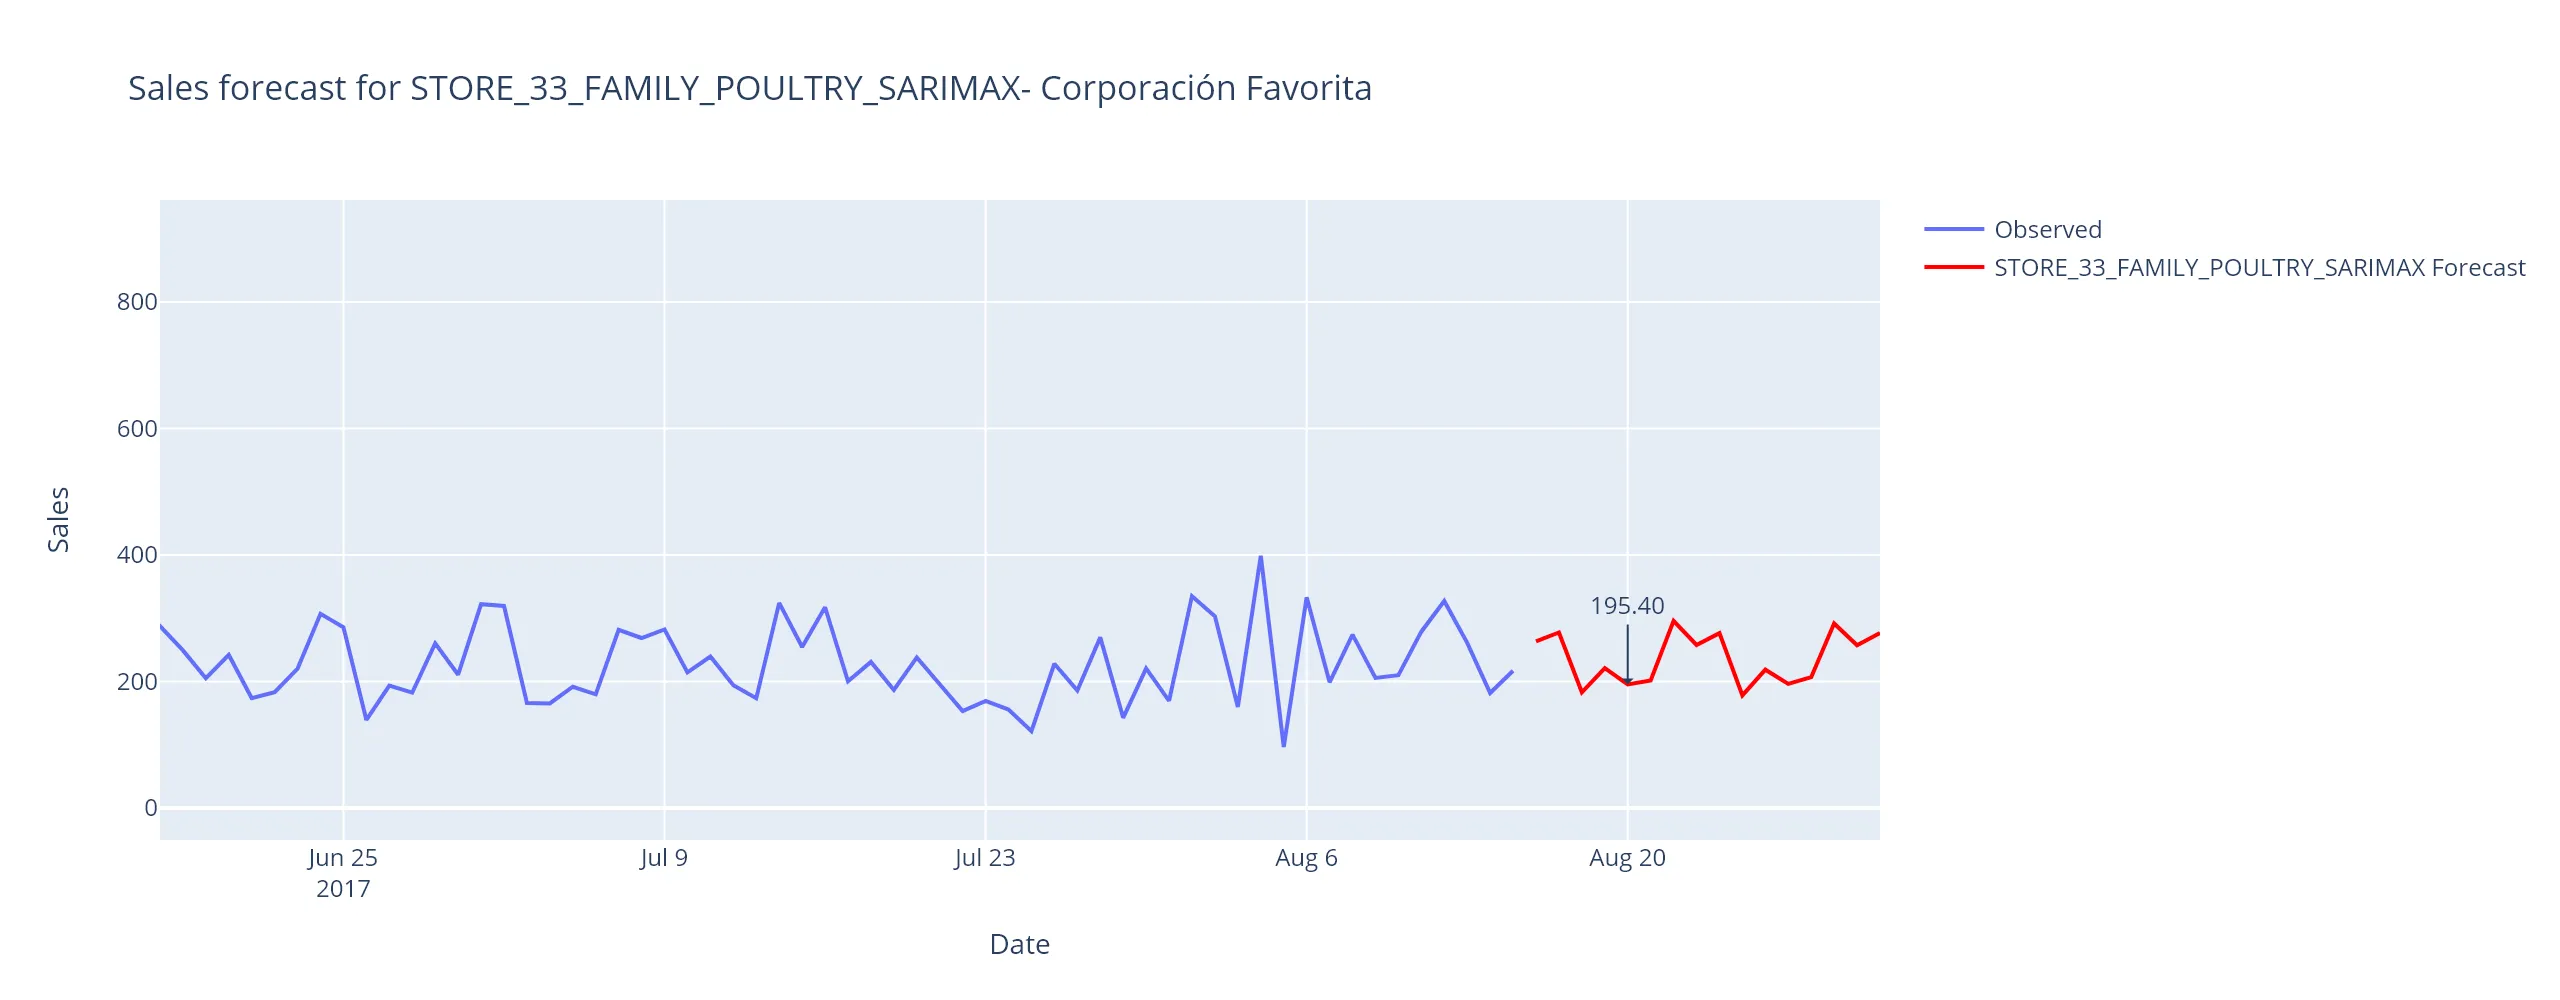 Sales forecast for STORE_33_FAMILY_POULTRY_SARIMAX- Corporación Favorita
Observed
STORE_33_FAMILY_POULTRY_SARIMAX Forecast
800
600
400
200
0
Sales
195.40
Jun 25
2017
Jul 9
Jul 23
Aug 6
Aug 20
Date